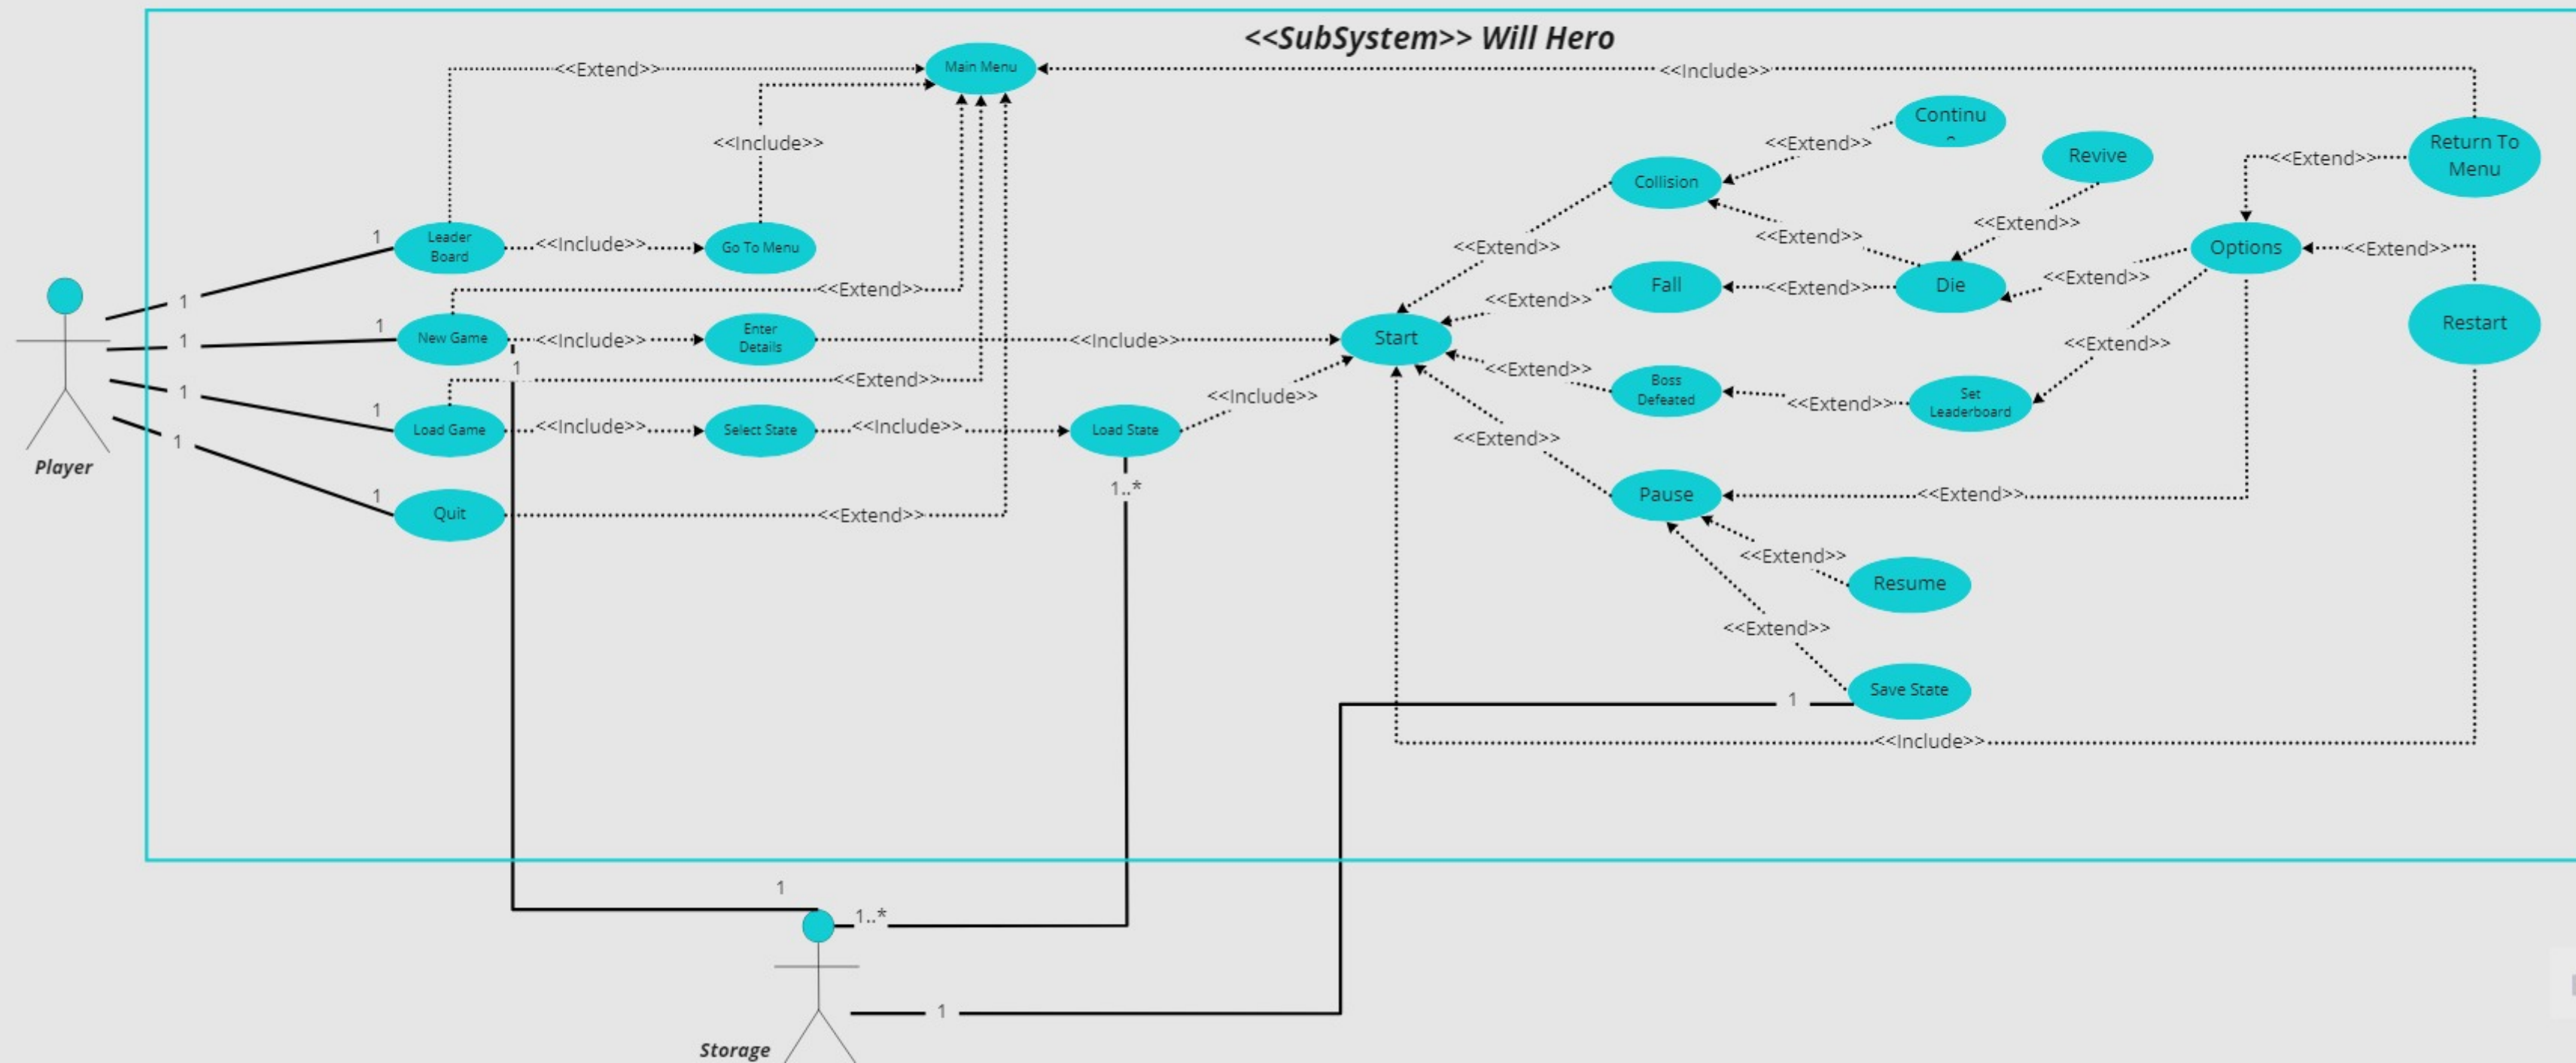 <<SubSystem>> Will Hero
<<Extend>>
Main Menu
<<Include>>
<<Include>>
Continu
<<Extend>>
Revive
Return To
Menu
<<Extend>>
Collision
<<Extend>>
<<Extend>>
<<Extend>>
1
Leader
Board
<<Include>>
Go To Menu
Options
<<Extend>>
<<Extend>>
1
<<Extend>>
Fall
<<Extend>>
Die
<<Extend>>
<<Extend>>
1
1
New Game
<<Include>>
Enter
Details
<<Include>>
Start
<<Extend>>
Restart
1
<<Extend>>
<<Extend>>
Boss
Defeated
<<Extend>>
Set
Leaderboard
1
1
Load Game
<<Include>>
Select State
<<Include>>
Load State
<<Include>>
1
Player
<<Extend>>
1
Quit
<<Extend>>
1..*
Pause
<<Extend>>
<<Extend>>
Resume
<<Extend>>
Save State
1
<<Include>>
1
1..*
1
Storage